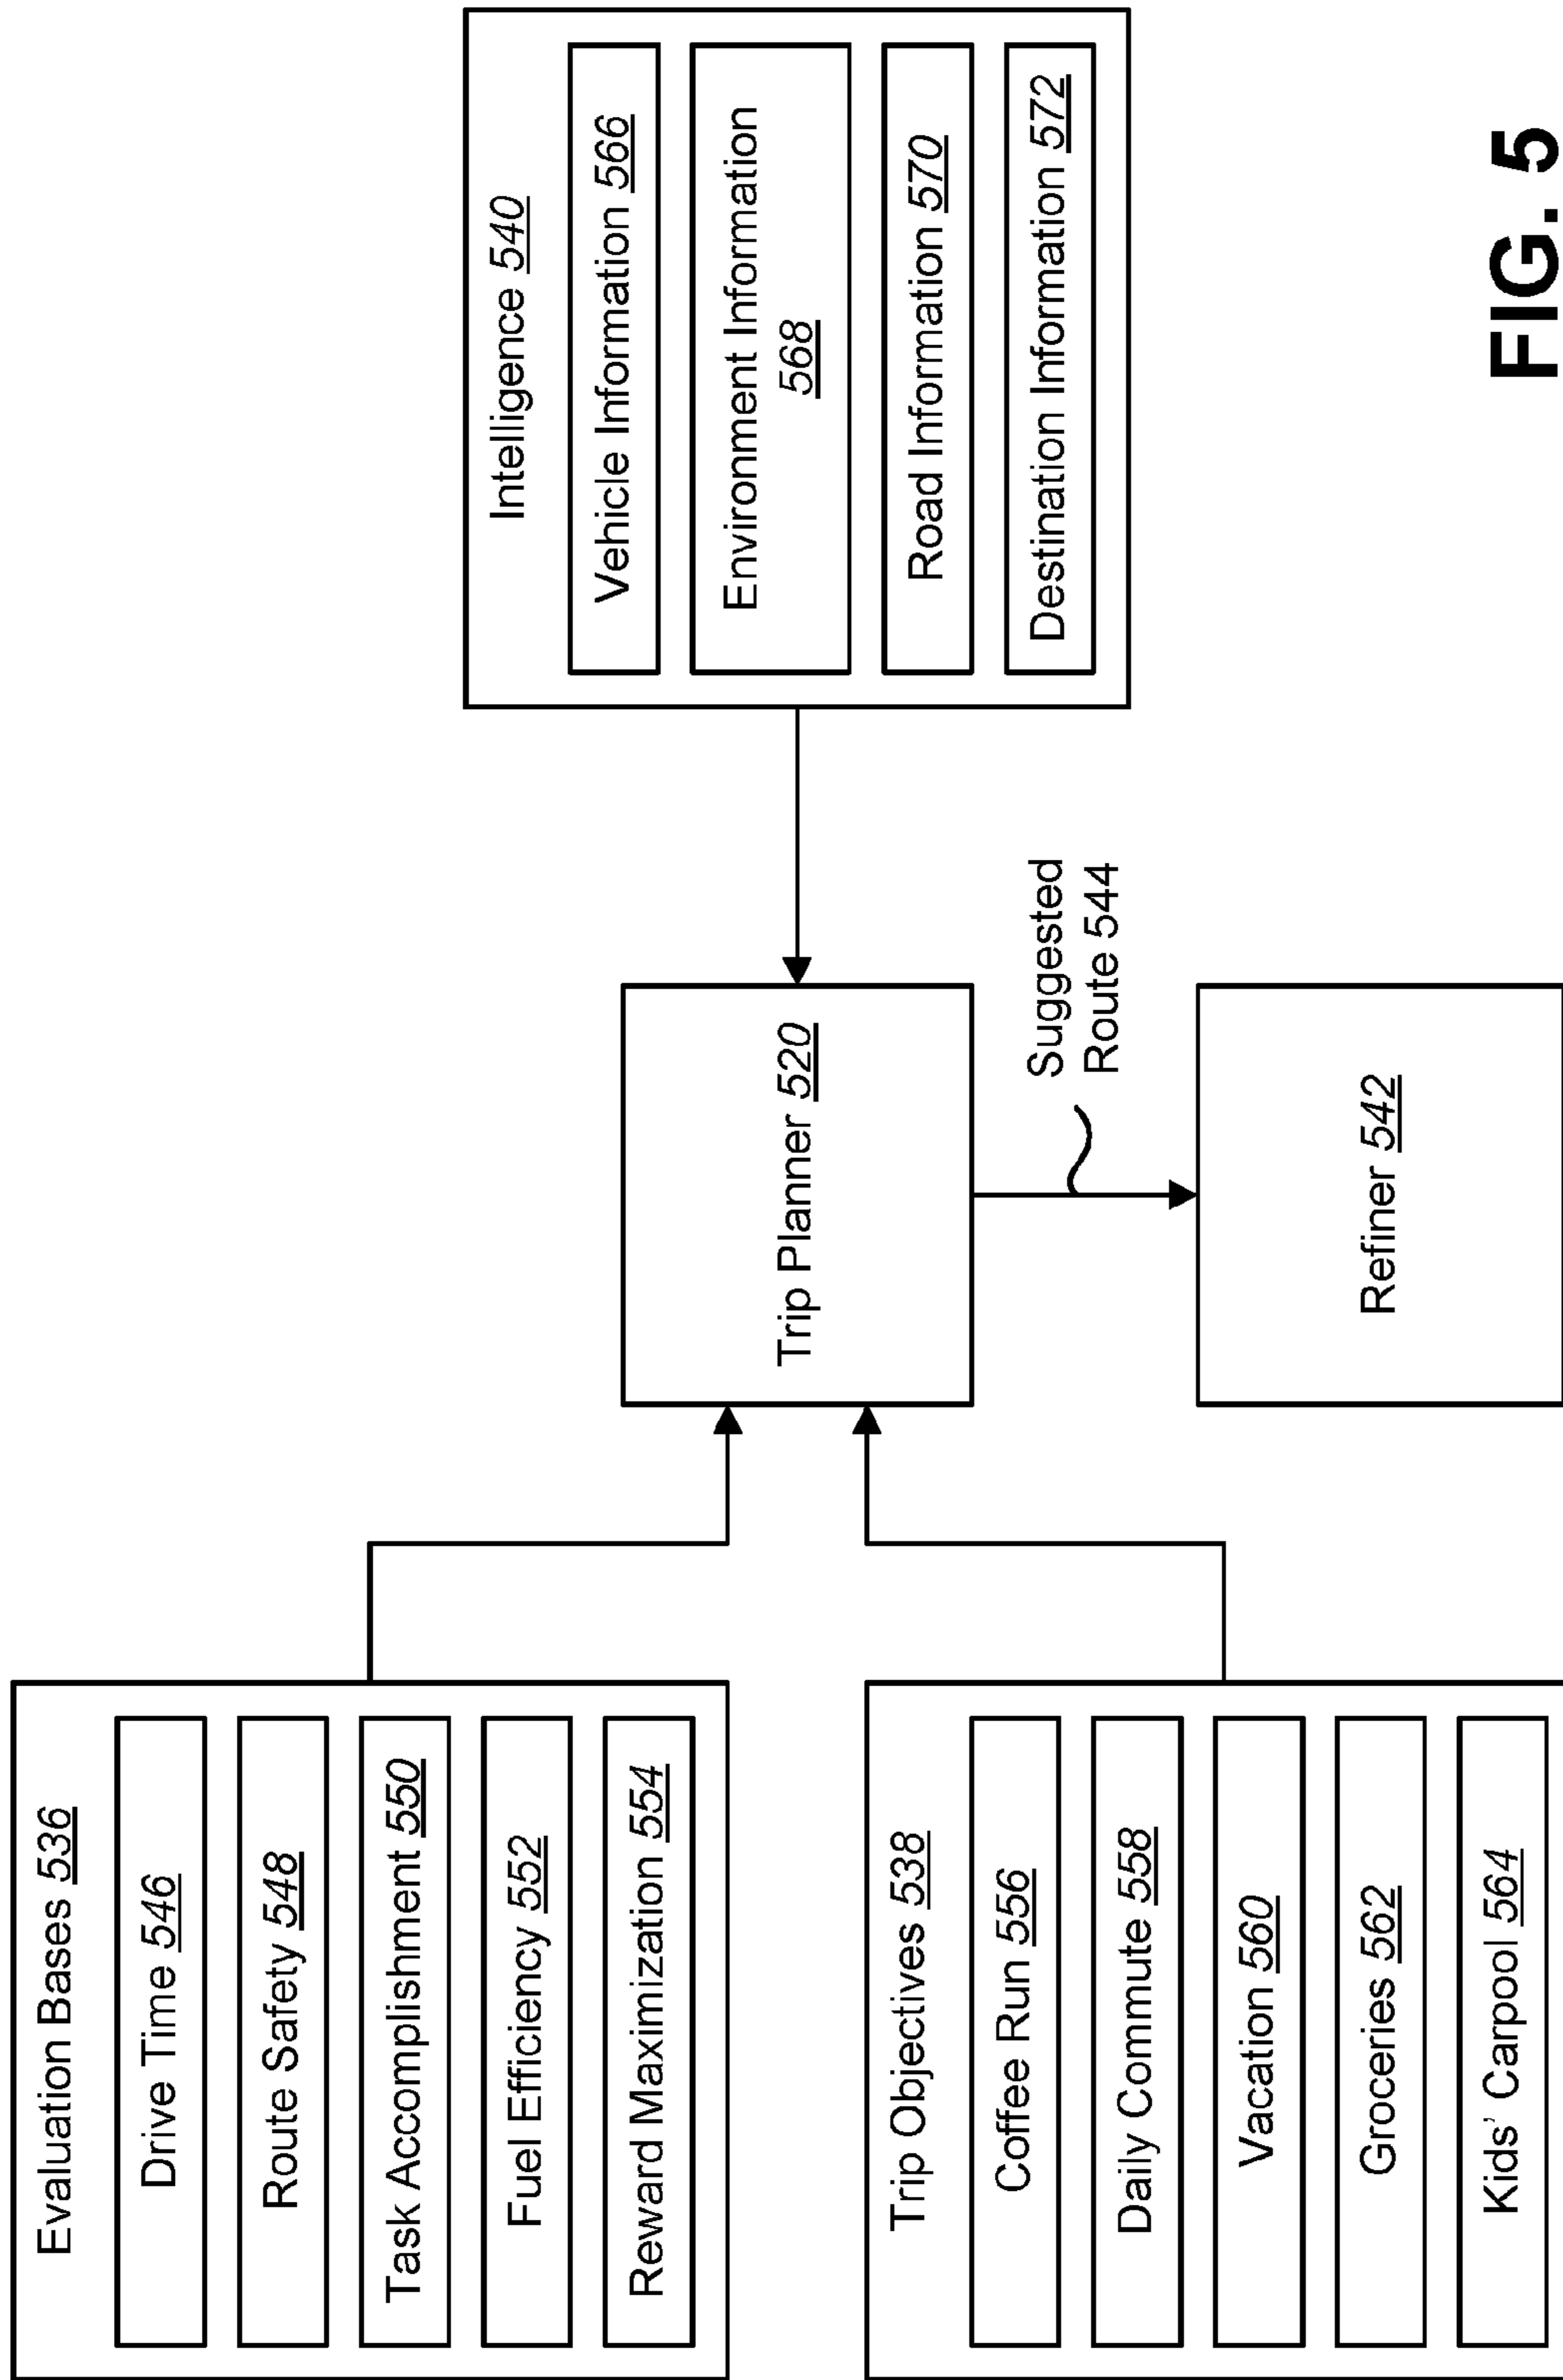 Evaluation Bases 536
Drive Time 546
Route Safety 548
Task Accomplishment 550
Fuel Efficiency 552
Reward Maximization 554
Trip Objectives 538
Coffee Run 556
Daily Commute 558
Vacation 560
Groceries 562
Kids' Carpool 564
Trip Planner 520
Suggested
Route 544
Refiner 542
Intelligence 540
Vehicle Information 566
Environment Information
568
Road Information 570
Destination Information 572
FIG. 5